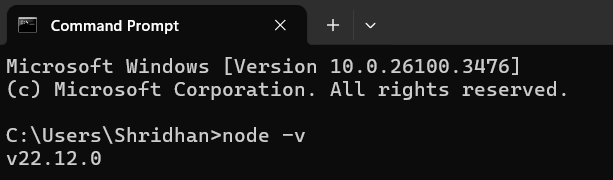 Command Prompt
Microsoft Windows [Version 10.0.26100.3476]
(c) Microsoft Corporation. All rights reserved.
C:\Users\Shridhan>node -v
v22.12.0